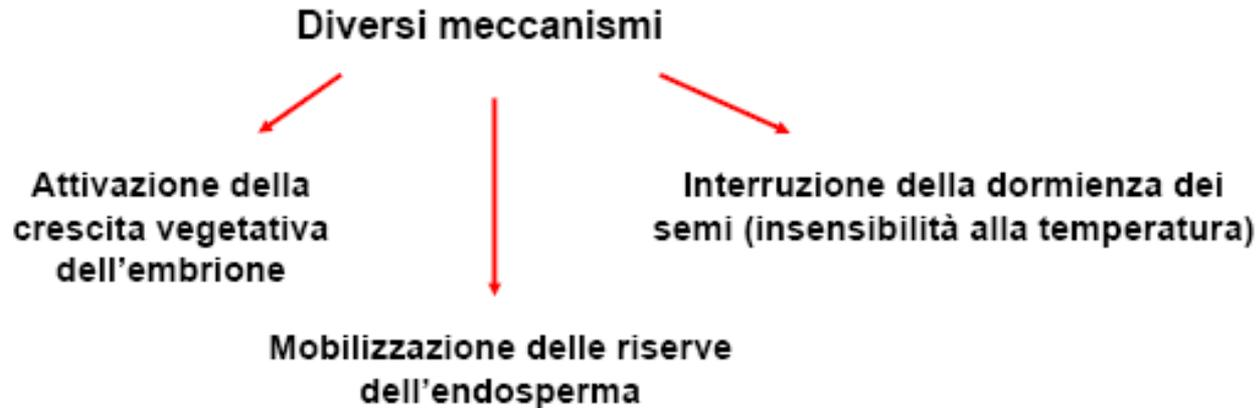 Diversi meccanismi
Attivazione della
crescita vegetativa
dell'embrione
Interruzione della dormienza dei
semi (insensibilità alla temperatura)
Mobilizzazione delle riserve
dell'endosperma